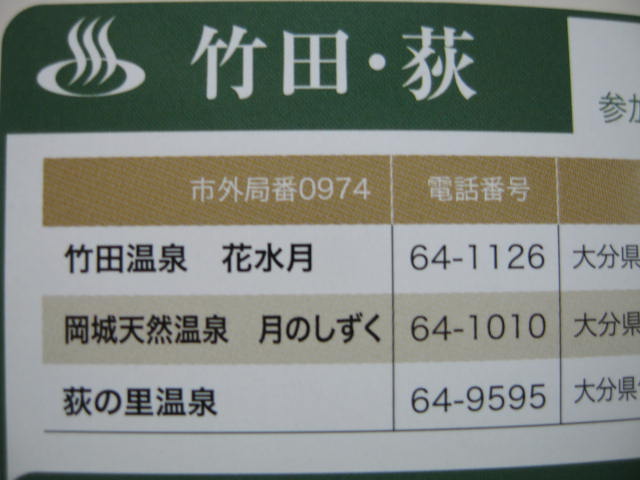 竹田・荻
参加
市外局番0974 電話番号
竹田温泉 花水月 64-1126 大分県
岡城天然温泉 月のしずく 64-1010 大分県
荻の里温泉 64-9595 大分県